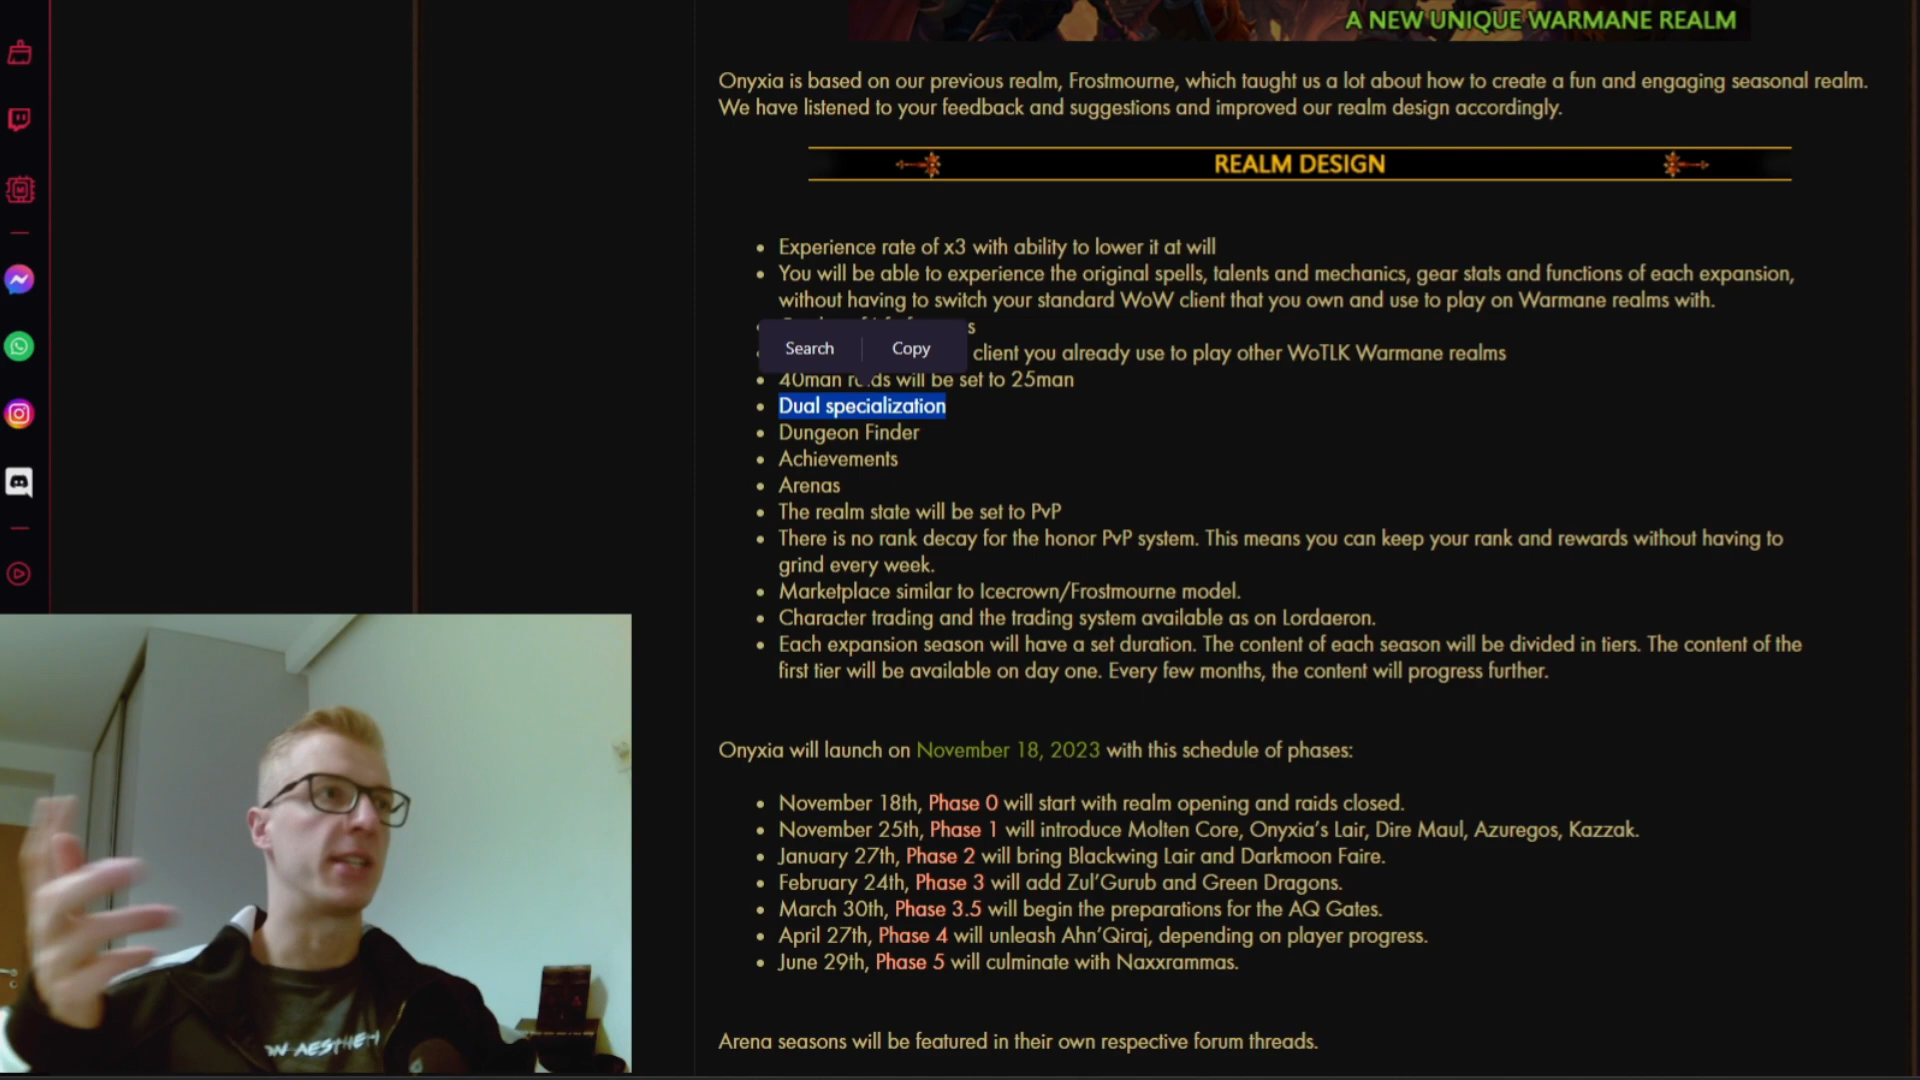 A NEW UNIQUE WARMANE REALM
Onyxia is based on our previous realm, Frostmourne, which taught us a lot about how to create a fun and engaging seasonal realm.
We have listened to your feedback and suggestions and improved our realm design accordingly.
REALM DESIGN
Experience rate of x3 with ability to lower it at will
You will be able to experience the original spells, talents and mechanics, gear stats and functions of each expansion,
without having to switch your standard WoW client that you own and use to play on Warmane realms with.
Search Copy
client you already use to play other WoTLK Warmane realms
40man raids will be set to 25man
Dual specialization
Dungeon Finder
Achievements
Arenas
The realm state will be set to PvP
There is no rank decay for the honor PvP system. This means you can keep your rank and rewards without having to
grind every week.
Marketplace similar to Icecrown/Frostmourne model.
Character trading and the trading system available as on Lordaeron.
Each expansion season will have a set duration. The content of each season will be divided in tiers. The content of the
first tier will be available on day one. Every few months, the content will progress further.
Onyxia will launch on November 18, 2023 with this schedule of phases:
November 18th, Phase 0 will start with realm opening and raids closed.
November 25th, Phase 1 will introduce Molten Core, Onyxia's Lair, Dire Maul, Azuregos, Kazzak.
January 27th, Phase 2 will bring Blackwing Lair and Darkmoon Faire.
February 24th, Phase 3 will add Zul'Gurub and Green Dragons.
March 30th, Phase 3.5 will begin the preparations for the AQ Gates.
April 27th, Phase 4 will unleash Ahn'Qiraj, depending on player progress.
June 29th, Phase 5 will culminate with Naxxrammas.
Arena seasons will be featured in their own respective forum threads.